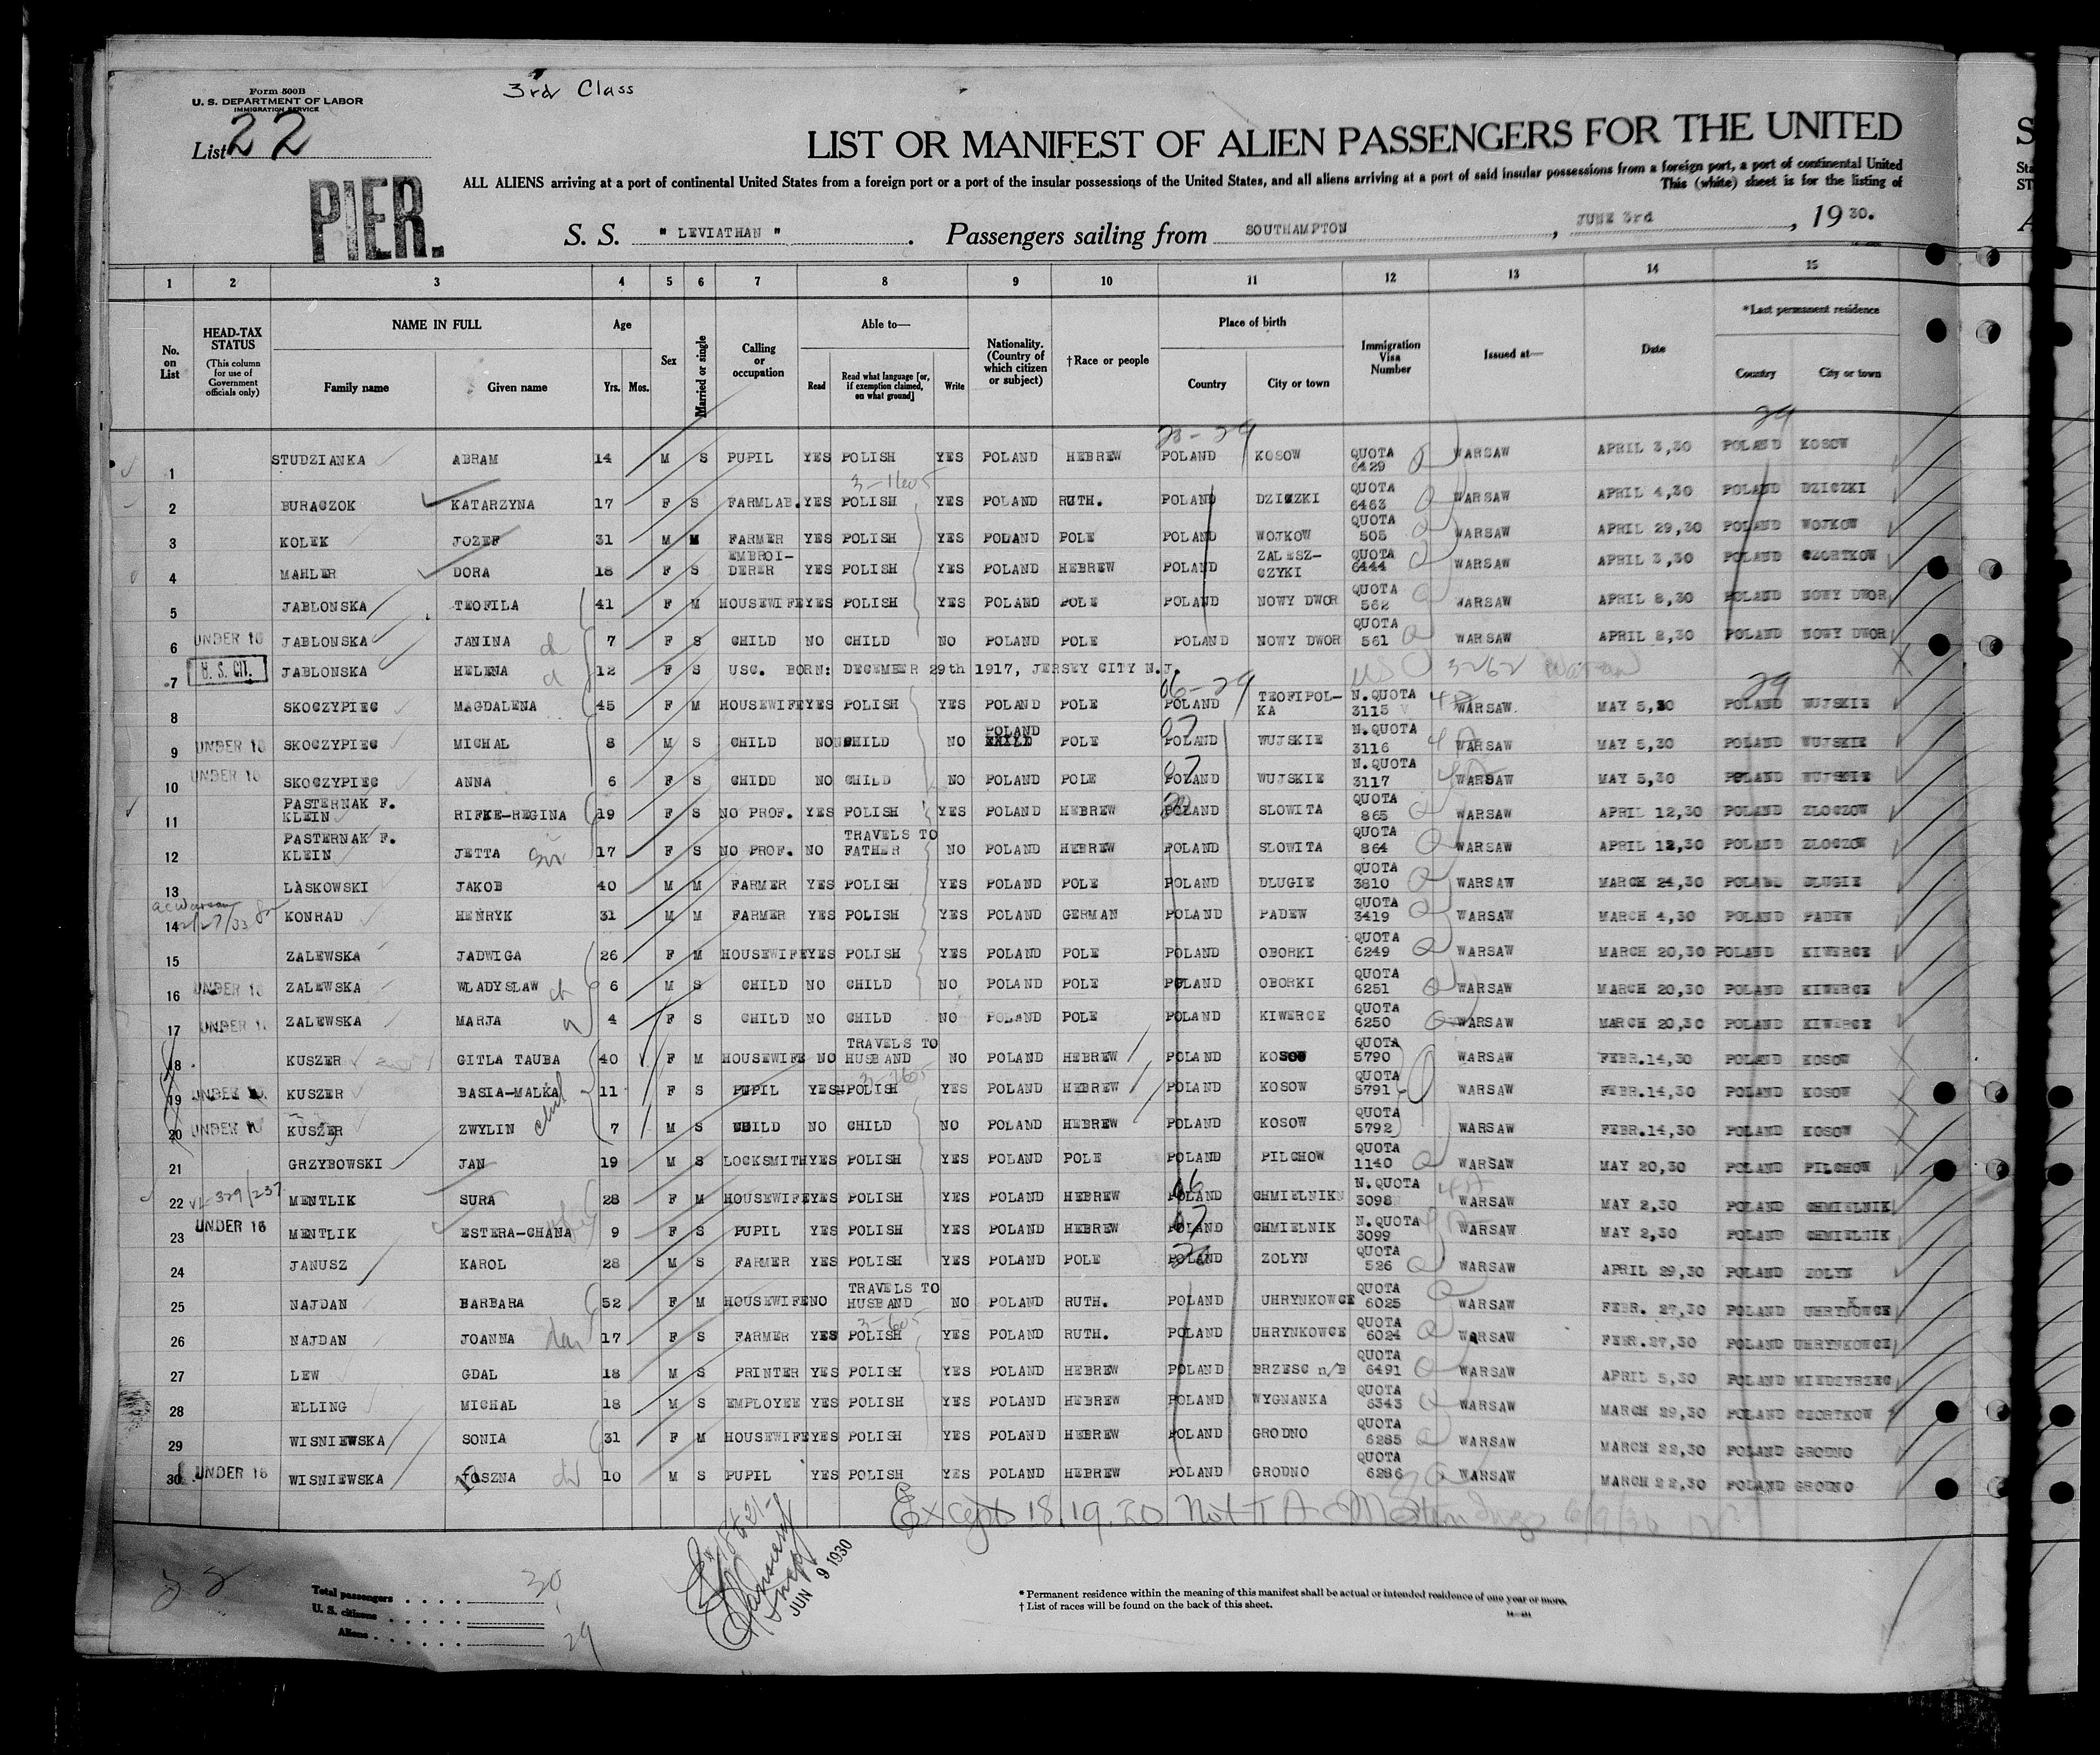 Form 500B
U. S. DEPARTMENT OF LABOR
IMMIGRATION SERVICE
3rd Class
List 22
LIST OR MANIFEST OF ALIEN PASSENGERS FOR THE UNITED
ALL ALIENS arriving at a port of continental United States from a foreign port or a port of the insular possessions of the United States, and all aliens arriving at a port of said insular possessions from a foreign port, a port of continental United
This (white) sheet is for the listing of
PIER.
S. S. " LEVIATHAN " . Passengers sailing from SOUTHAMPTON , JUNE 3rd , 19 30.
1 2 3 4 5 6 7 8 9 10 11 12 13 14 15
No. on List HEAD-TAX STATUS (This column for use of Government officials only) NAME IN FULL Family name Given name Age Yrs. Mos. Sex Married or single Calling or occupation Able to— Read Read what language [or, if exemption claimed, on what ground] Write Nationality. (Country of which citizen or subject) †Race or people Place of birth Country City or town Immigration Visa Number Issued at— Date *Last permanent residence Country City or town
1 STUDZIANKA ABRAM 14 M S PUPIL YES POLISH YES POLAND HEBREW POLAND KOSOW QUOTA 6429 WARSAW APRIL 3,30 POLAND KOSOW
2 BURACZOK KATARZYNA 17 F S FARMLAB. YES POLISH YES POLAND RUTH. POLAND DZICZKI QUOTA 6463 WARSAW APRIL 4,30 POLAND DZICZKI
3 KOLEK JOZEF 31 M M FARMER YES POLISH YES POLAND POLE POLAND WOJKOW QUOTA 505 WARSAW APRIL 29,30 POLAND WOJKOW
4 MAHLER DORA 18 F S EMBROI-DERER YES POLISH YES POLAND HEBREW POLAND ZALESZ-CZYKI QUOTA 6444 WARSAW APRIL 3,30 POLAND CZORTKOW
5 JABLONSKA TEOFILA 41 F M HOUSEWIFE YES POLISH YES POLAND POLE POLAND NOWY DWOR QUOTA 562 WARSAW APRIL 8,30 POLAND NOWY DWOR
6 UNDER 16 JABLONSKA JANINA 7 F S CHILD NO CHILD NO POLAND POLE POLAND NOWY DWOR QUOTA 561 WARSAW APRIL 8,30 POLAND NOWY DWOR
7 U. S. CIT. JABLONSKA HELENA 12 F S USC. BORN: DECEMBER 29th 1917, JERSEY CITY N.J.
8 SKOCZYPIEC MAGDALENA 45 F M HOUSEWIFE YES POLISH YES POLAND POLE POLAND TEOFIPOL-KA N. QUOTA 3115 WARSAW. MAY 5,30 POLAND WUJSKIE
9 UNDER 16 SKOCZYPIEC MICHAL 8 M S CHILD NO CHILD NO POLAND POLE POLAND WUJSKIE N. QUOTA 3116 WARSAW MAY 5,30 POLAND WUJSKIE
10 UNDER 16 SKOCZYPIEC ANNA 6 F S CHIDD NO CHILD NO POLAND POLE POLAND WUJSKIE N. QUOTA 3117 WARSAW MAY 5,30 POLAND WUJSKIE
11 PASTERNAK F. KLEIN RIFKE-REGINA 19 F S NO PROF. YES POLISH YES POLAND HEBREW POLAND SLOWITA QUOTA 865 WARSAW APRIL 12,30 POLAND ZLOCZOW
12 PASTERNAK F. KLEIN JETTA 17 F S NO PROF. NO TRAVELS TO FATHER NO POLAND HEBREW POLAND SLOWITA QUOTA 864 WARSAW APRIL 12,30 POLAND ZLOCZOW
13 LASKOWSKI JAKOB 40 M M FARMER YES POLISH YES POLAND POLE POLAND DLUGIE QUOTA 3810 WARSAW MARCH 24,30 POLAND DLUGIE
14 KONRAD HENRYK 31 M M FARMER YES POLISH YES POLAND GERMAN POLAND PADEW QUOTA 3419 WARSAW MARCH 4,30 POLAND PADEW
15 ZALEWSKA JADWIGA 26 F M HOUSEWIFE YES POLISH YES POLAND POLE POLAND OBORKI QUOTA 6249 WARSAW MARCH 20,30 POLAND KIWERCE
16 UNDER 16 ZALEWSKA WLADYSLAW 6 M S CHILD NO CHILD NO POLAND POLE POLAND OBORKI QUOTA 6251 WARSAW MARCH 20,30 POLAND KIWERCE
17 UNDER 16 ZALEWSKA MARJA 4 F S CHILD NO CHILD NO POLAND POLE POLAND KIWERCE QUOTA 6250 WARSAW MARCH 20,30 POLAND KIWERCE
18 KUSZER GITLA TAUBA 40 F M HOUSEWIFE NO TRAVELS TO HUSBAND NO POLAND HEBREW POLAND KOSOW QUOTA 5790 WARSAW FEBR.14,30 POLAND KOSOW
19 UNDER 16 KUSZER BASIA-MALKA 11 F S PUPIL YES POLISH YES POLAND HEBREW POLAND KOSOW QUOTA 5791 WARSAW FEBR.14,30 POLAND KOSOW
20 UNDER 16 KUSZER ZWYLIN 7 M S CHILD NO CHILD NO POLAND HEBREW POLAND KOSOW QUOTA 5792 WARSAW FEBR.14,30 POLAND KOSOW
21 GRZYBOWSKI JAN 19 M S LOCKSMITH YES POLISH YES POLAND POLE POLAND PILCHOW QUOTA 1140 WARSAW MAY 20,30 POLAND PILCHOW
22 MENTLIK SURA 28 F M HOUSEWIFE YES POLISH YES POLAND HEBREW POLAND CHMIELNIK N. QUOTA 3098 WARSAW MAY 2,30 POLAND CHMIELNIK
23 UNDER 16 MENTLIK ESTERA-CHANA 9 F S PUPIL YES POLISH YES POLAND HEBREW POLAND CHMIELNIK N. QUOTA 3099 WARSAW MAY 2,30 POLAND CHMIELNIK
24 JANUSZ KAROL 28 M S FARMER YES POLISH YES POLAND POLE POLAND ZOLYN QUOTA 526 WARSAW APRIL 29,30 POLAND ZOLYN
25 NAJDAN BARBARA 52 F M HOUSEWIFE NO TRAVELS TO HUSBAND NO POLAND RUTH. POLAND UHRYNKOWCE QUOTA 6025 WARSAW FEBR. 27,30 POLAND UHRYNKOWCE
26 NAJDAN JOANNA 17 F S FARMER YES POLISH YES POLAND RUTH. POLAND UHRYNKOWCE QUOTA 6024 WARSAW FEBR.27,30 POLAND UHRYNKOWCE
27 LEW GDAL 18 M S PRINTER YES POLISH YES POLAND HEBREW POLAND BRZESC n/B QUOTA 6491 WARSAW APRIL 5,30 POLAND MIEDZYRZEC
28 ELLING MICHAL 18 M S EMPLOYEE YES POLISH YES POLAND HEBREW POLAND WYGNANKA QUOTA 6343 WARSAW MARCH 29,30 POLAND CZORTKOW
29 WISNIEWSKA SONIA 31 F M HOUSEWIFE YES POLISH YES POLAND HEBREW POLAND GRODNO QUOTA 6285 WARSAW MARCH 22,30 POLAND GRODNO
30 UNDER 16 WISNIEWSKA JOSZNA 10 M S PUPIL YES POLISH YES POLAND HEBREW POLAND GRODNO QUOTA 6286 WARSAW MARCH 22,30 POLAND GRODNO
Except 18, 19, 20 Not
JUN 9 1930
Total passengers . . . . 30
U. S. citizens . . . . . 1
Aliens . . . . . . 29
* Permanent residence within the meaning of this manifest shall be actual or intended residence of one year or more.
† List of races will be found on the back of this sheet.